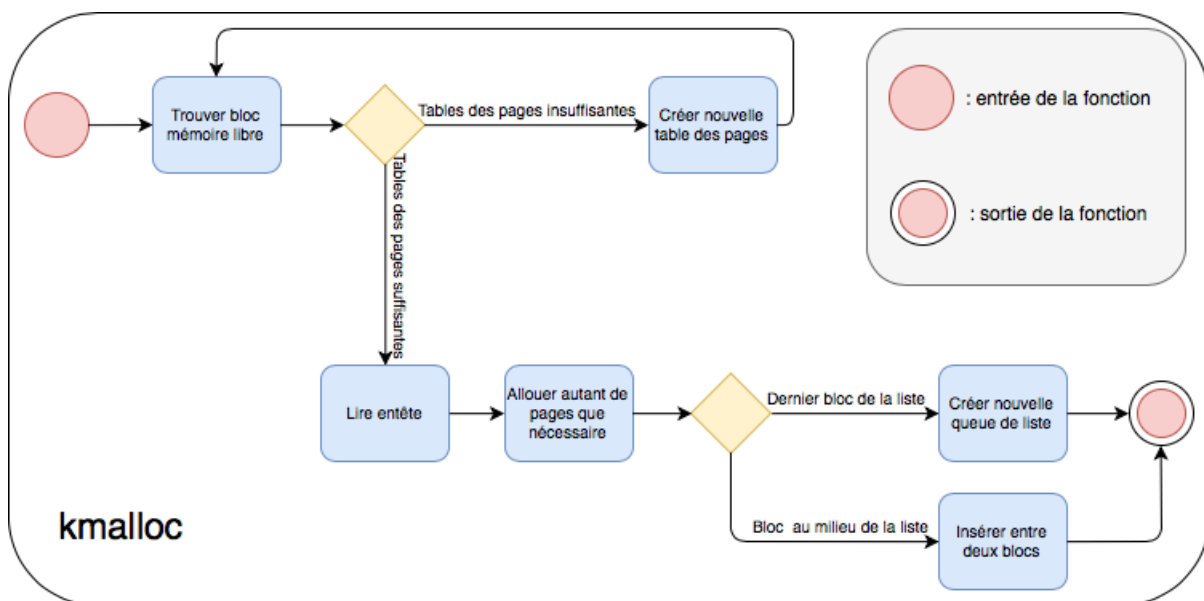 Trouver bloc
mémoire libre
Tables des pages insuffisantes
Créer nouvelle
table des pages
: entrée de la fonction
: sortie de la fonction
Tables des pages suffisantes
Lire entête
Allouer autant de
pages que
nécessaire
Dernier bloc de la liste
Créer nouvelle
queue de liste
Bloc au milieu de la liste
Insérer entre
deux blocs
kmalloc